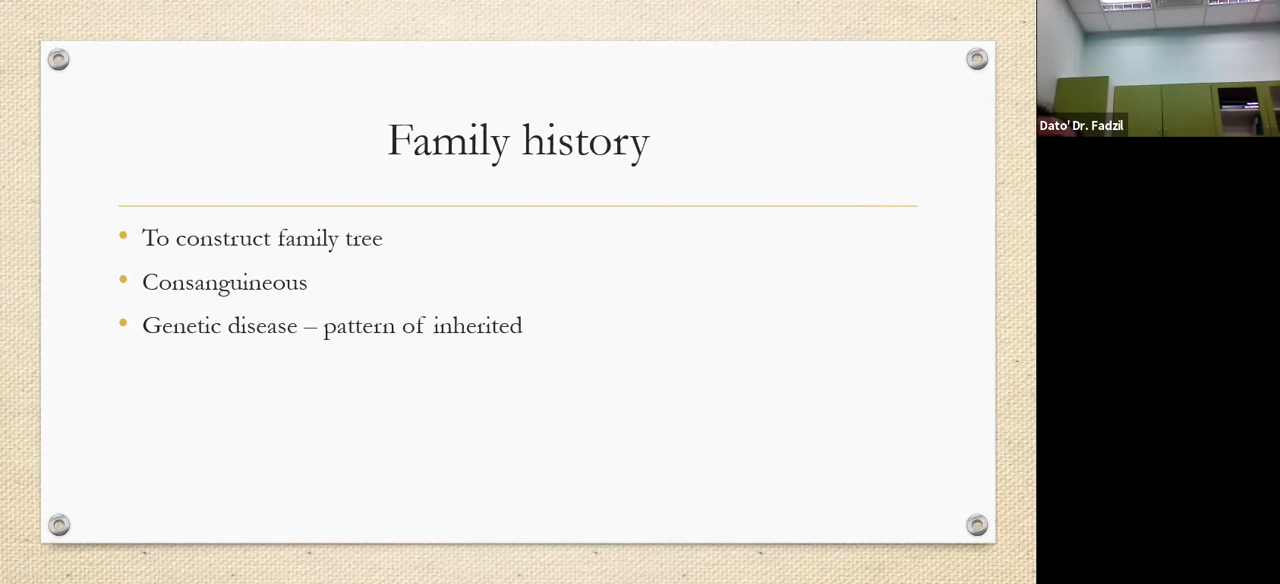 Family history
To construct family tree
Consanguineous
Genetic disease – pattern of inherited
Dato' Dr. Fadzil